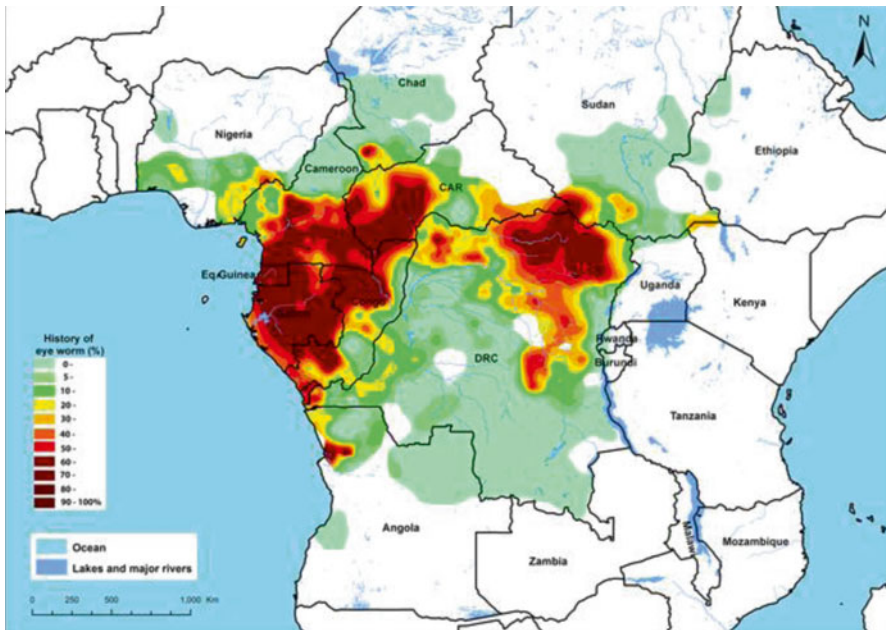 N
Chad
Sudan
Nigeria
Ethiopia
Cameroon
CAR
Eq.Guinea
Uganda
Kenya
Rwanda
DRC
Burundi
Tanzania
Angola
Malawi
Mozambique
Zambia
History of
eye worm (%)
0 -
5 -
10 -
20 -
30 -
40 -
50 -
60 -
70 -
80 -
90 - 100%
Ocean
Lakes and major rivers
0 250 500 1,000 Km